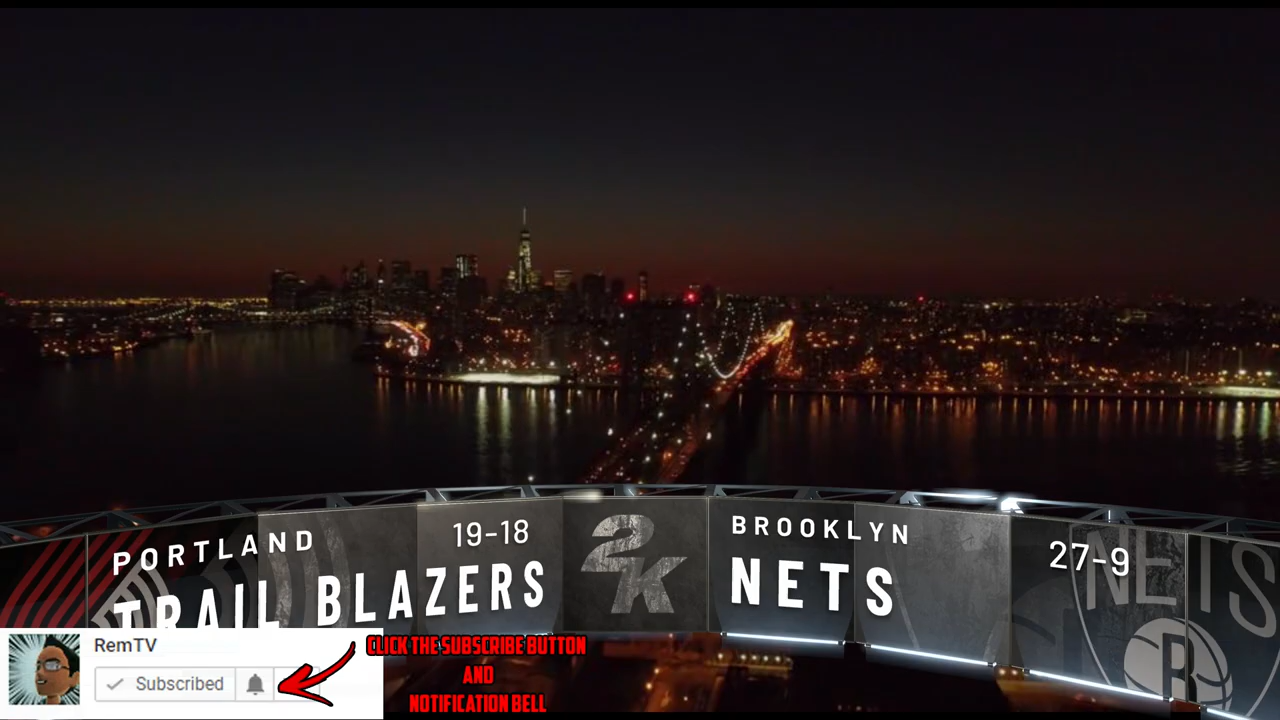 PORTLAND
19-18
TRAIL BLAZERS
2K
BROOKLYN
NETS
27-9
NETS
B
RemTV
Subscribed
CLICK THE SUBSCRIBE BUTTON
AND
NOTIFICATION BELL